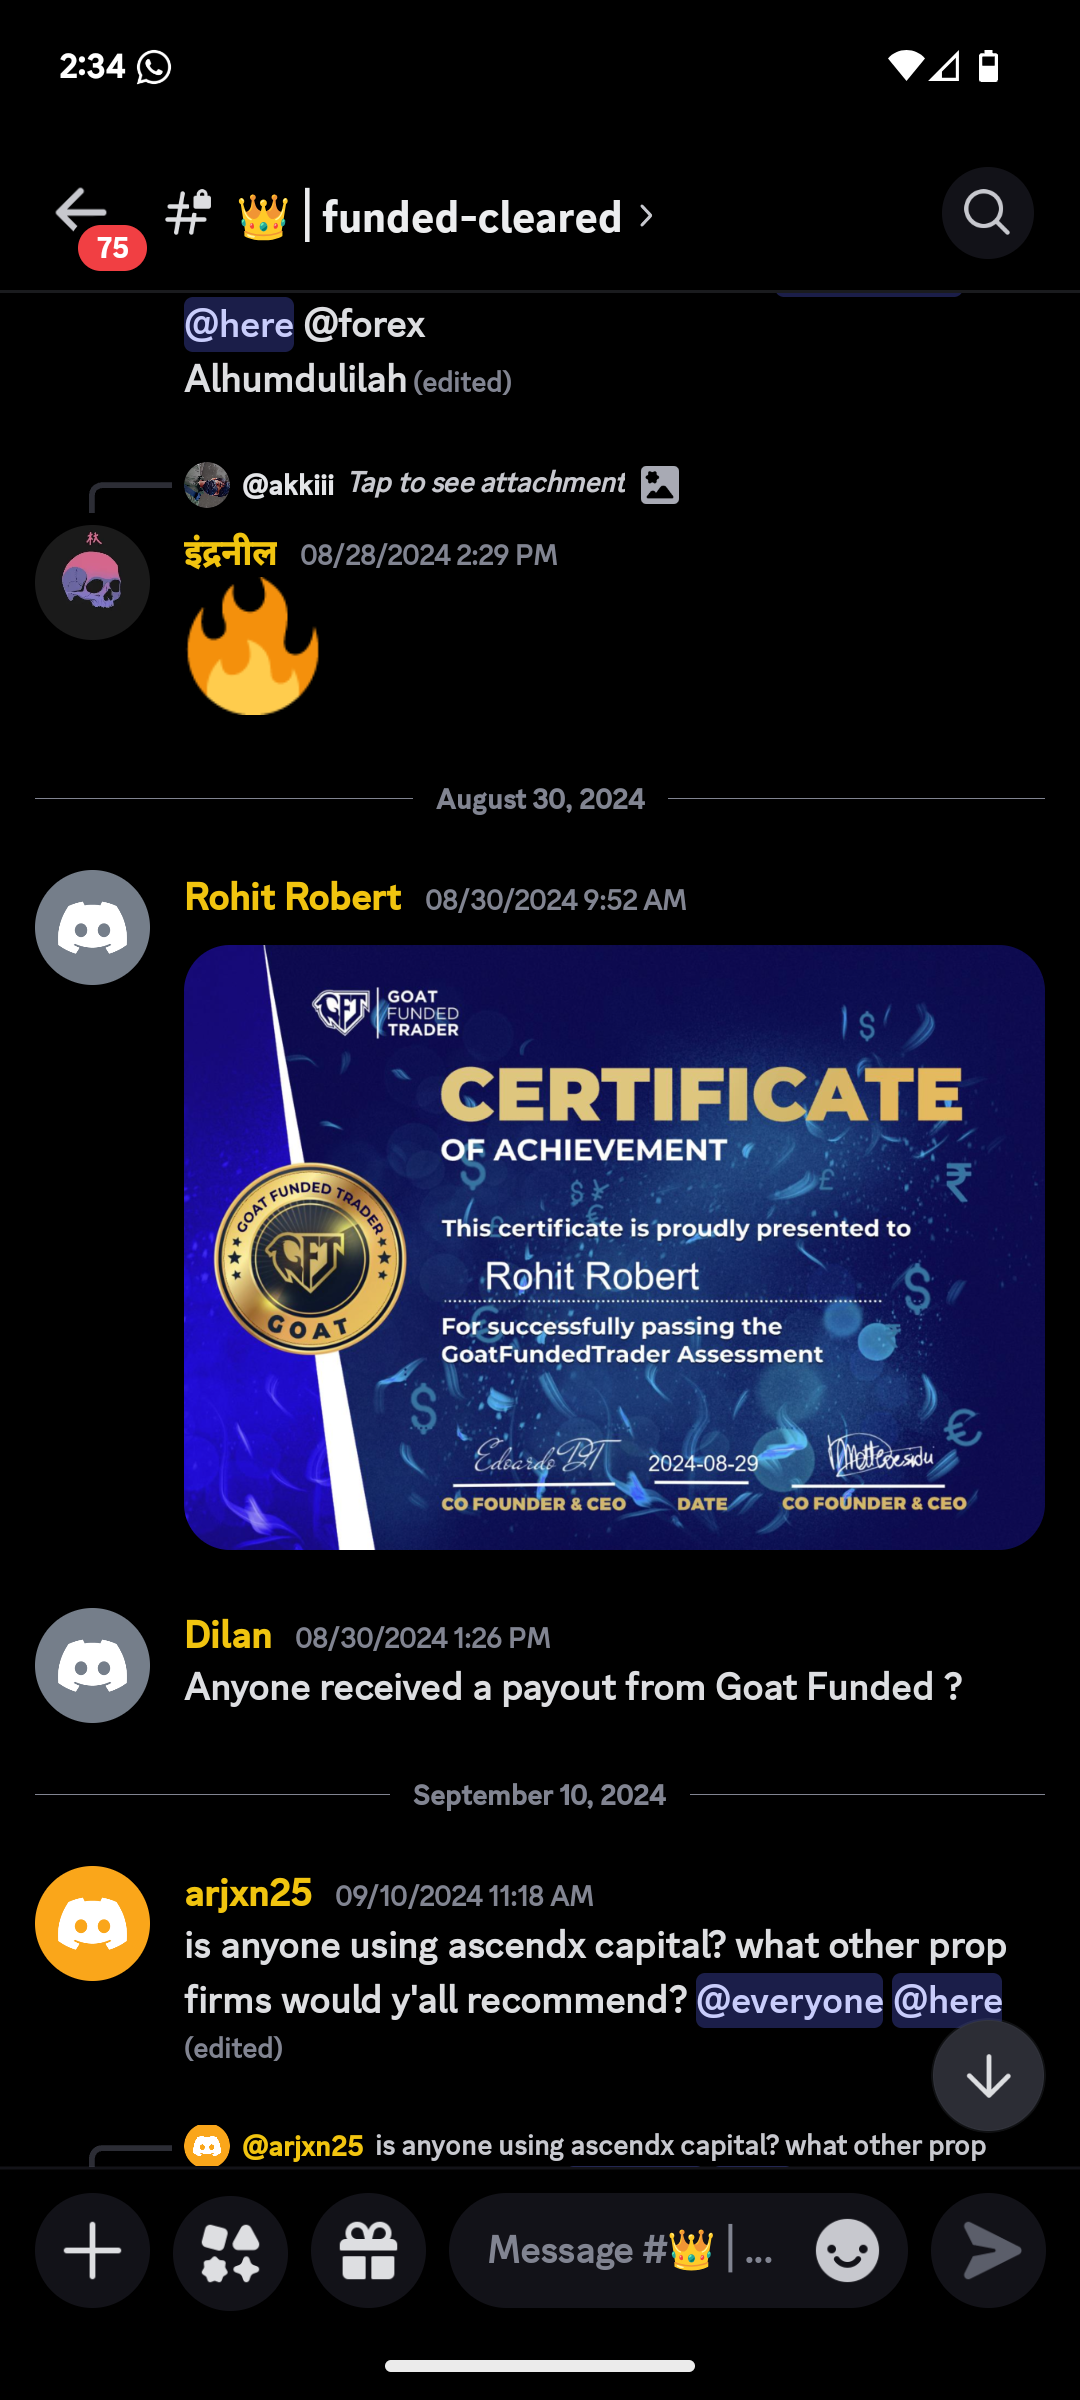 2:34
75
👑 | funded-cleared
@here @forex
Alhumdulilah (edited)
@akkiii Tap to see attachment
秋
इंद्रनील 08/28/2024 2:29 PM
🔥
August 30, 2024
Rohit Robert 08/30/2024 9:52 AM
GFT
GOAT
FUNDED
TRADER
CERTIFICATE
OF ACHIEVEMENT
GOAT FUNDED TRADER
GFT
GOAT
This certificate is proudly presented to
Rohit Robert
For successfully passing the
GoatFundedTrader Assessment
Edoardo DT
2024-08-29
CO FOUNDER & CEO
DATE
CO FOUNDER & CEO
Dilan 08/30/2024 1:26 PM
Anyone received a payout from Goat Funded ?
September 10, 2024
arjxn25 09/10/2024 11:18 AM
is anyone using ascendx capital? what other prop
firms would y'all recommend? @everyone @here
(edited)
@arjxn25 is anyone using ascendx capital? what other prop
Message #👑 | ...